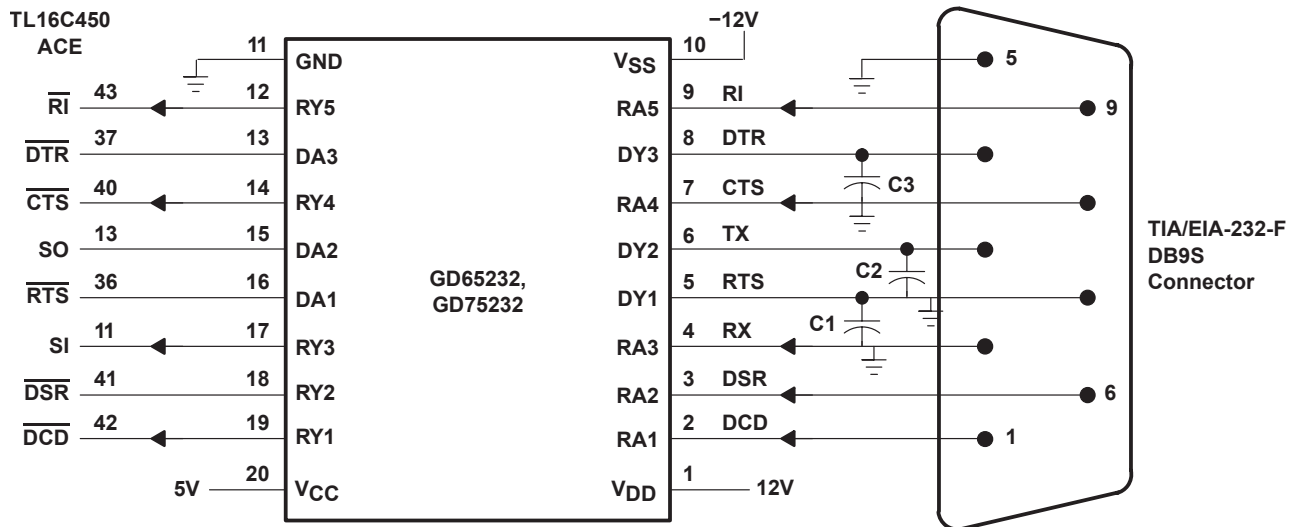 TL16C450
ACE
−12V
11 GND VSS 10 5
RI 43 12 RY5 RA5 9 RI 9
DTR 37 13 DA3 DY3 8 DTR
C3
CTS 40 14 RY4 RA4 7 CTS
SO 13 15 DA2 DY2 6 TX
C2
RTS 36 16 DA1 DY1 5 RTS
C1
SI 11 17 RY3 RA3 4 RX
DSR 41 18 RY2 RA2 3 DSR 6
DCD 42 19 RY1 RA1 2 DCD 1
5V 20 VCC VDD 1 12V
GD65232,
GD75232
TIA/EIA-232-F
DB9S
Connector